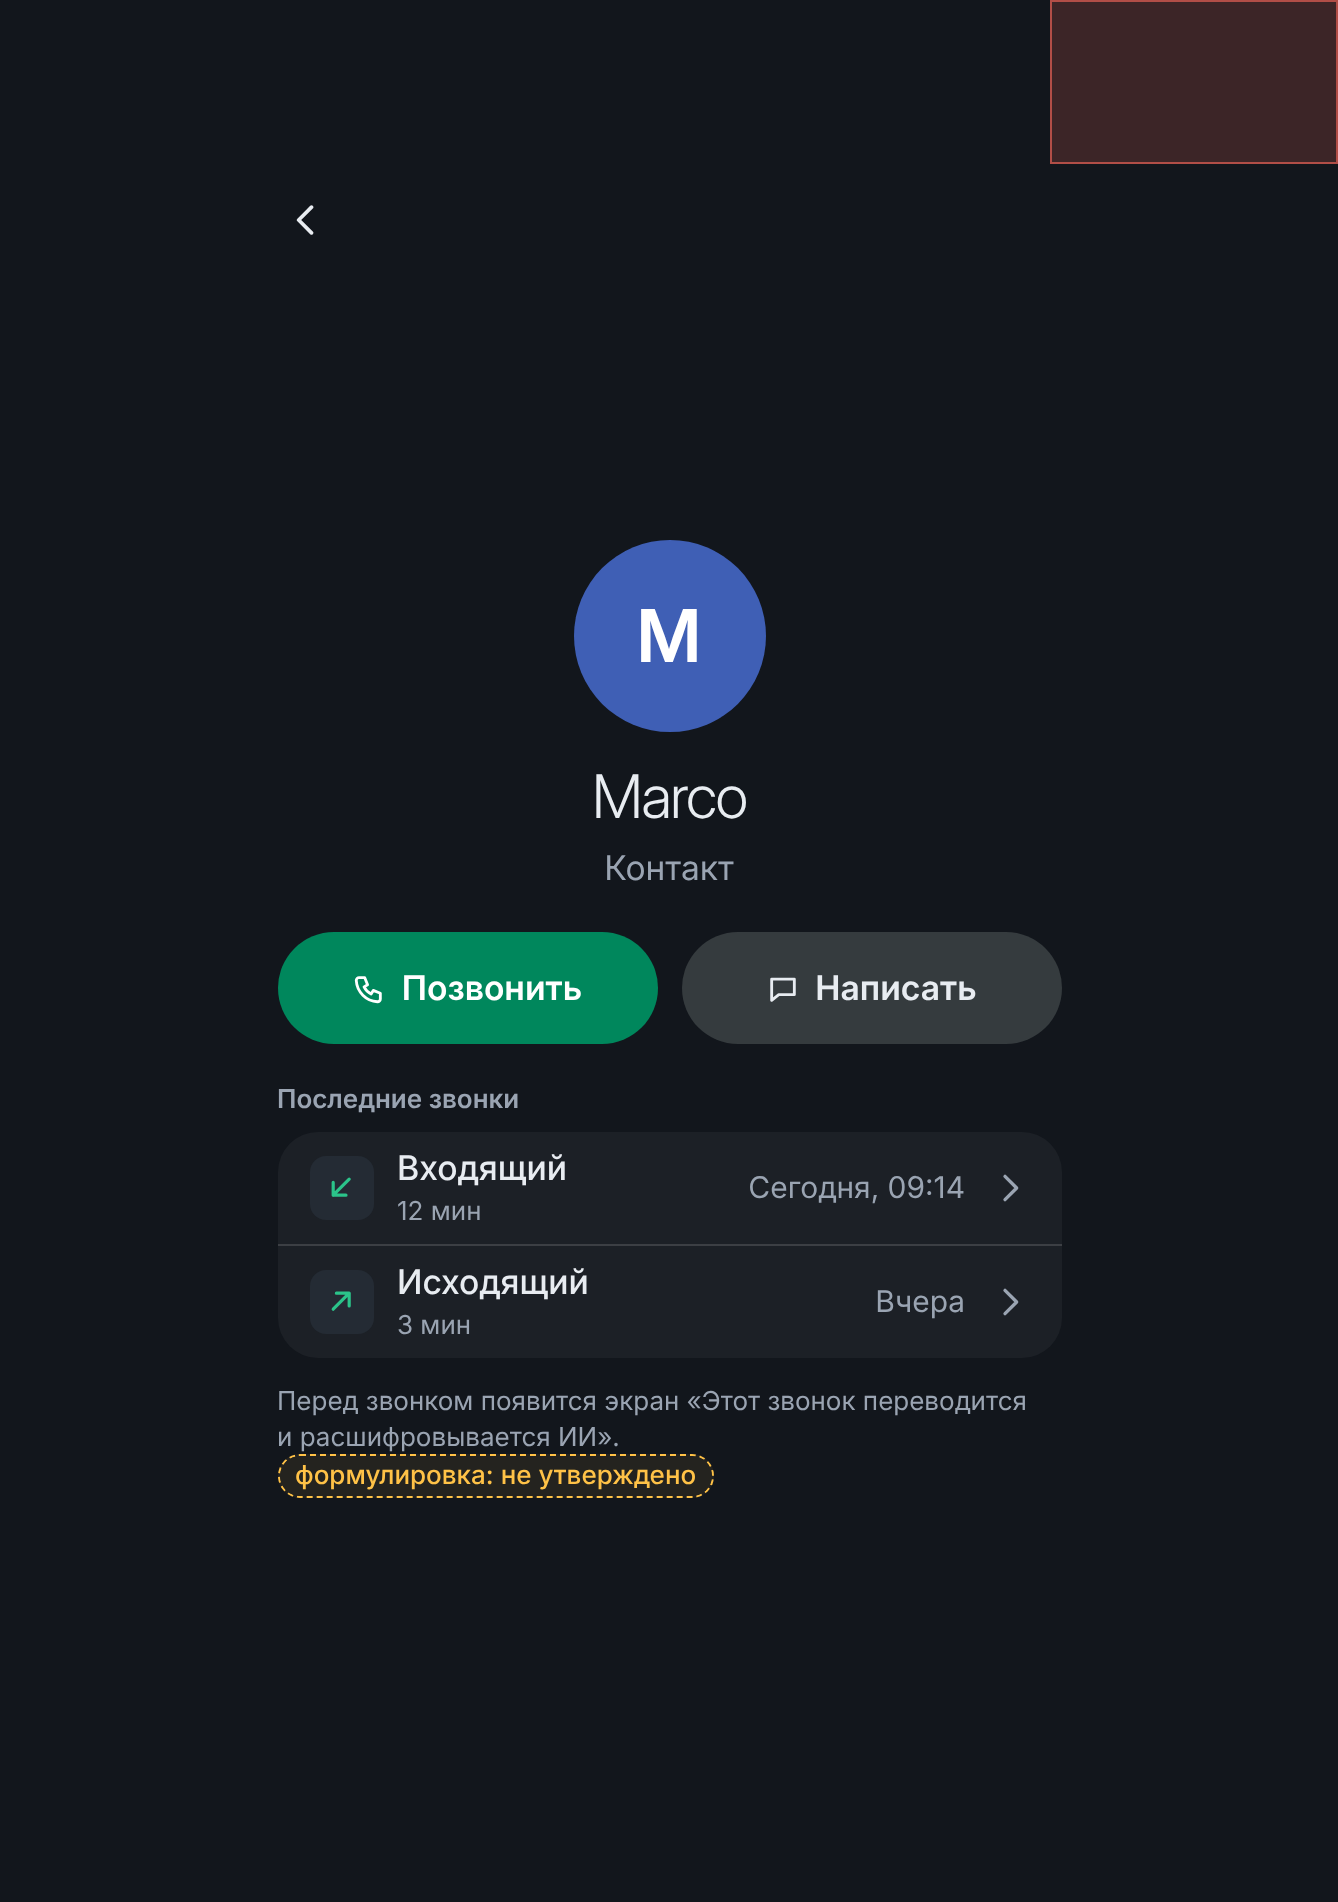 M
Marco
Контакт
Позвонить
Написать
Последние звонки
Входящий
12 мин
Сегодня, 09:14
Исходящий
3 мин
Вчера
Перед звонком появится экран «Этот звонок переводится
и расшифровывается ИИ».
формулировка: не утверждено